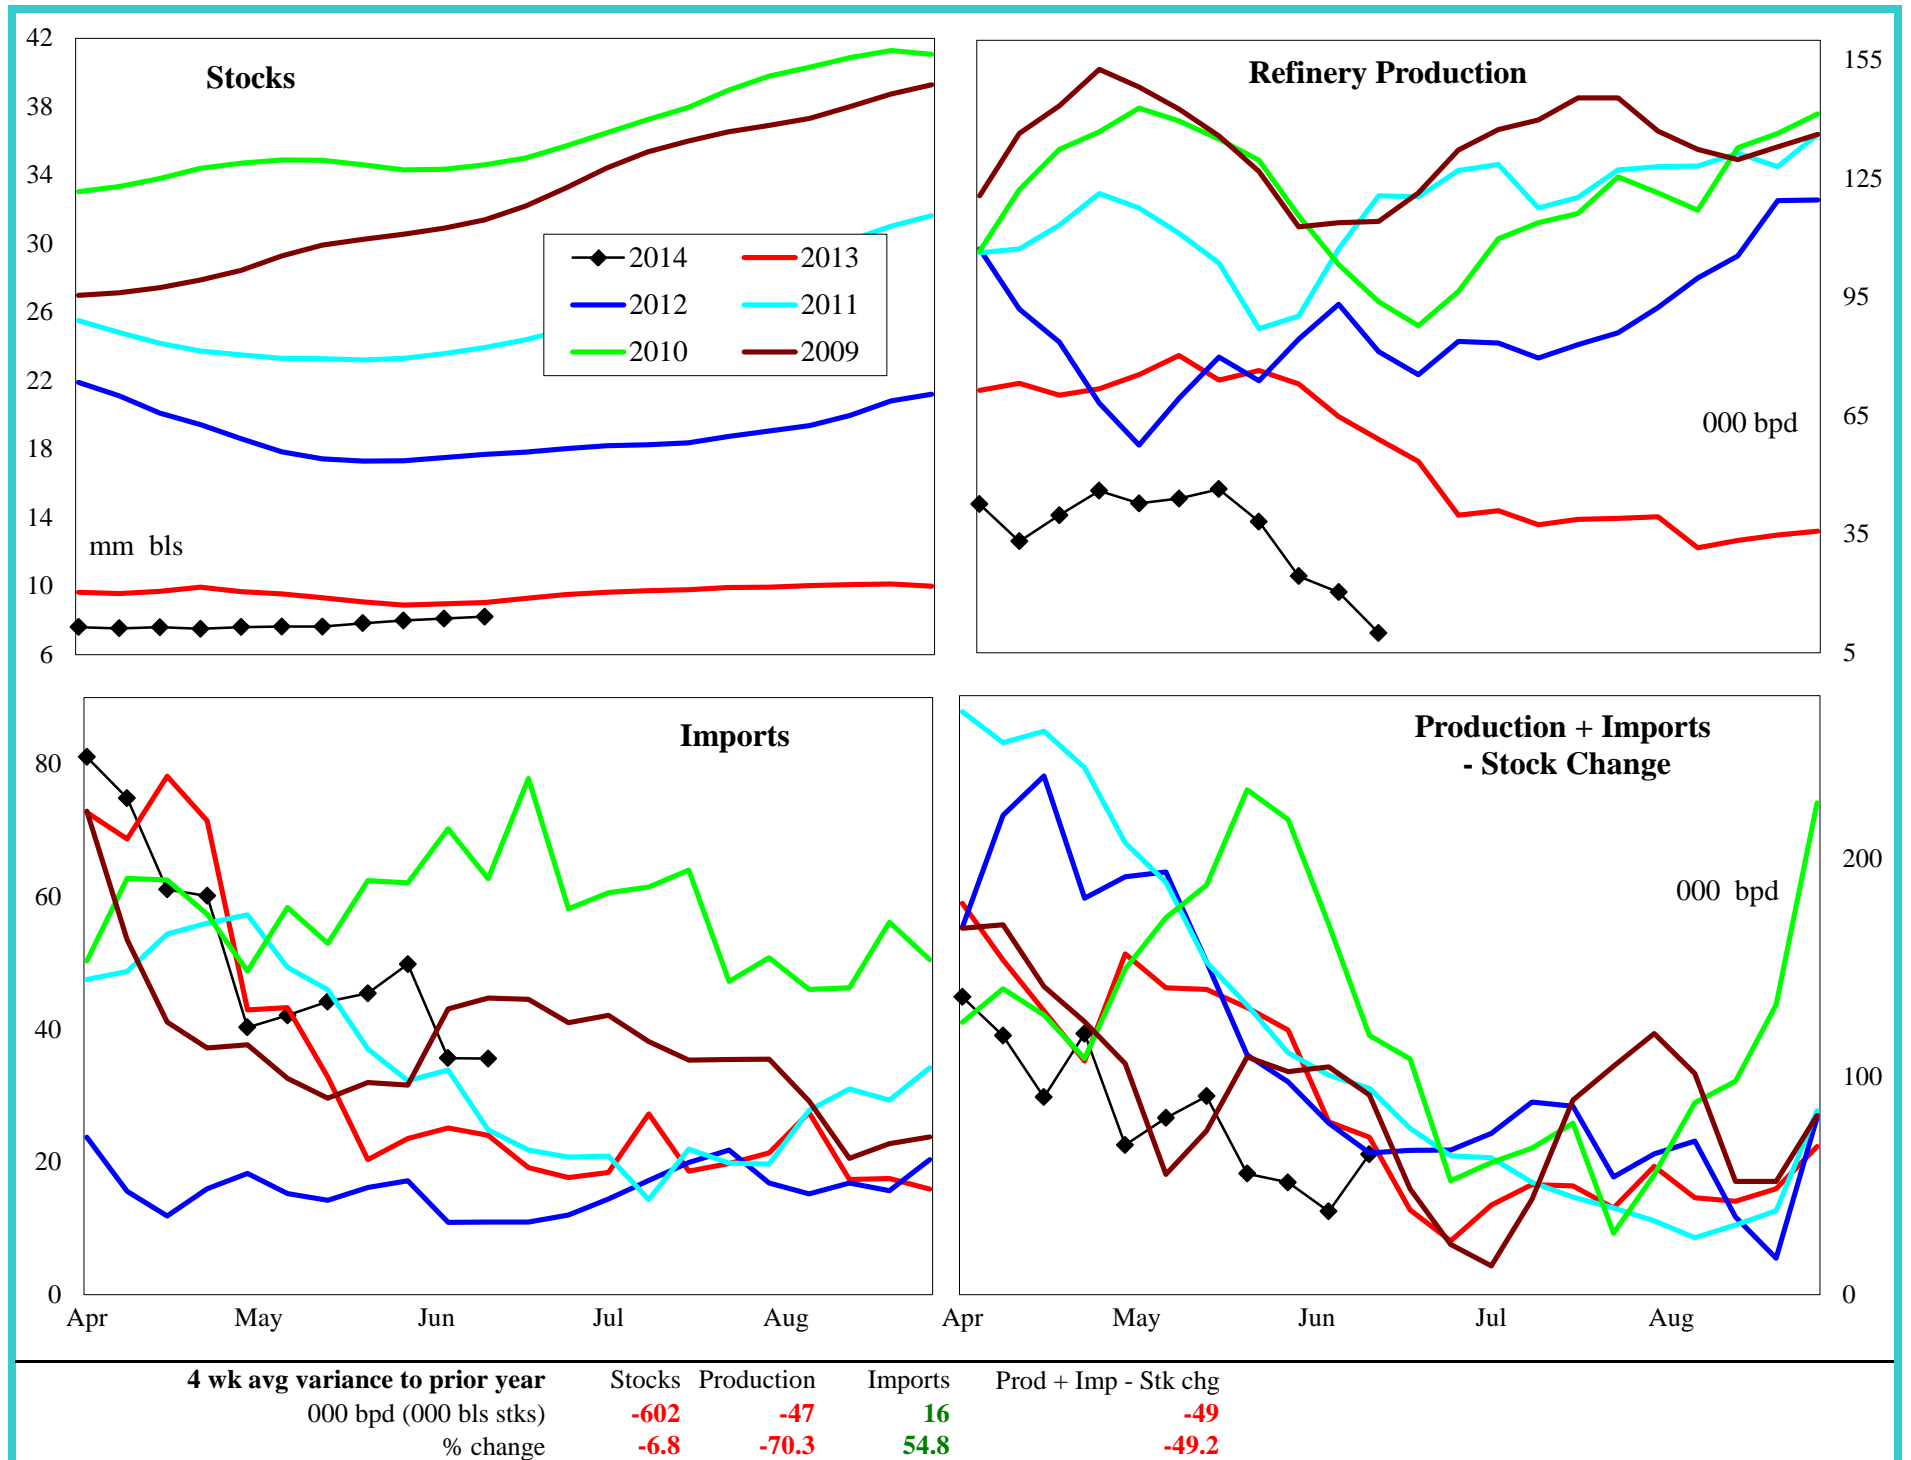 Stocks
42
38
34
30
26
22
18
14
10
6
mm bls
2014 2013
2012 2011
2010 2009
Refinery Production
155
125
95
65
35
5
000 bpd
Imports
80
60
40
20
0
Apr May Jun Jul Aug
Production + Imports
- Stock Change
200
100
0
000 bpd
Apr May Jun Jul Aug
4 wk avg variance to prior year Stocks Production Imports Prod + Imp - Stk chg
000 bpd (000 bls stks) -602 -47 16 -49
% change -6.8 -70.3 54.8 -49.2